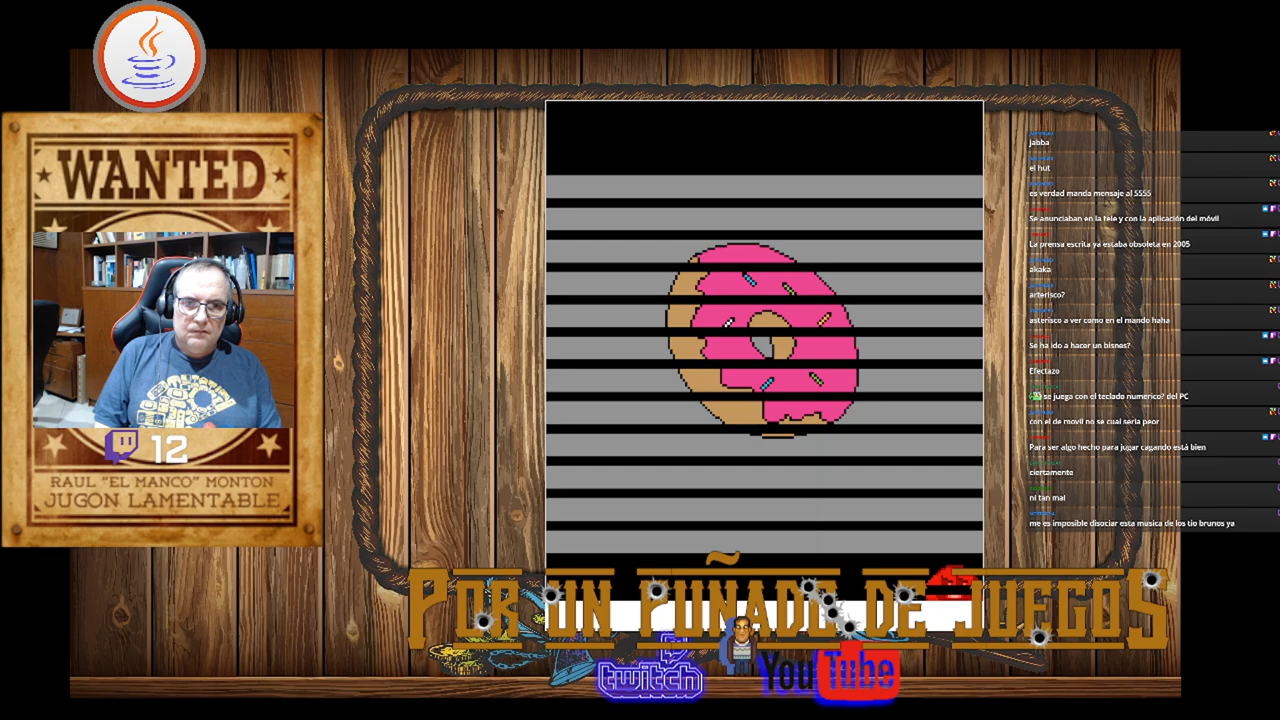 WANTED
12
RAUL "EL MANCO" MONTON
JUGON LAMENTABLE
jabba
el hut
es verdad manda mensaje al 5555
Se anunciaban en la tele y con la aplicación del móvil
La prensa escrita ya estaba obsoleta en 2005
akaka
arterisco?
asterisco a ver como en el mando haha
Se ha ido a hacer un bisnes?
Efectazo
se juega con el teclado numerico? del PC
con el de movil no se cual seria peor
Para ser algo hecho para jugar cagando está bien
ciertamente
ni tan mal
me es imposible disociar esta musica de los tio brunos ya
POR UN PUÑADO DE JUEGOS
twitch
YouTube